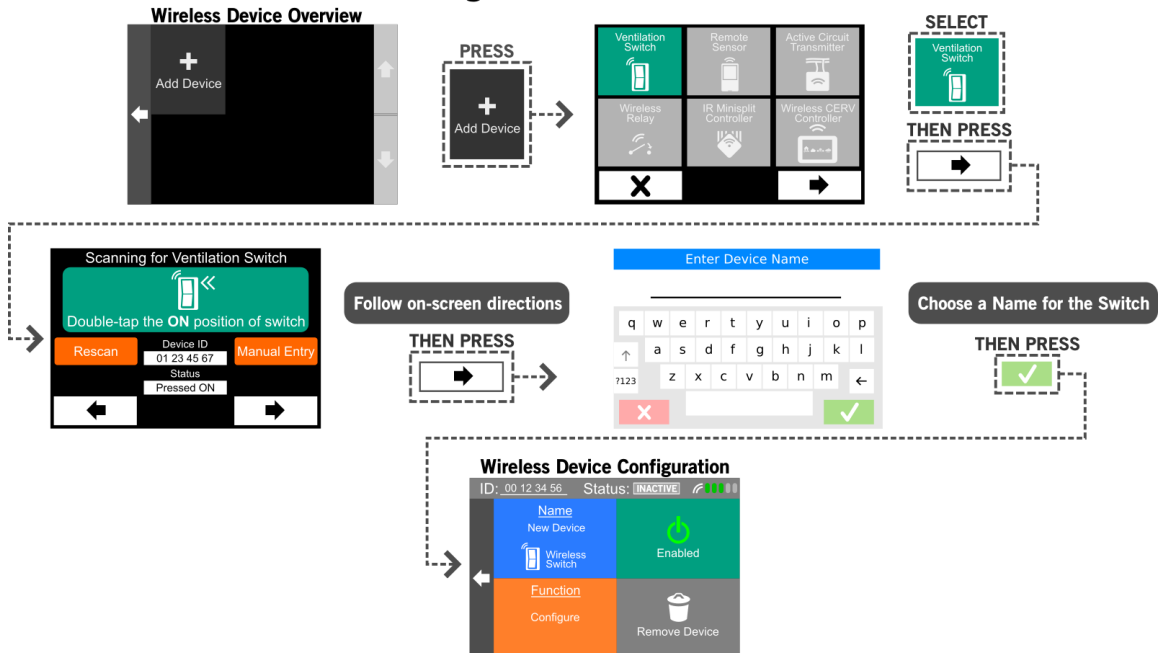 Wireless Device Overview
+
Add Device
PRESS
+
Add Device
Ventilation
Switch
Remote
Sensor
Active Circuit
Transmitter
Wireless
Relay
IR Minisplit
Controller
Wireless CERV
Controller
X
SELECT
Ventilation
Switch
THEN PRESS
Scanning for Ventilation Switch
Double-tap the ON position of switch
Rescan
Device ID
01 23 45 67
Manual Entry
Status
Pressed ON
Follow on-screen directions
THEN PRESS
Enter Device Name
q w e r t y u i o p
a s d f g h j k l
?123 z x c v b n m
X
Choose a Name for the Switch
THEN PRESS
Wireless Device Configuration
ID: 00 12 34 56 Status: INACTIVE
Name
New Device
Wireless
Switch
Enabled
Function
Configure
Remove Device